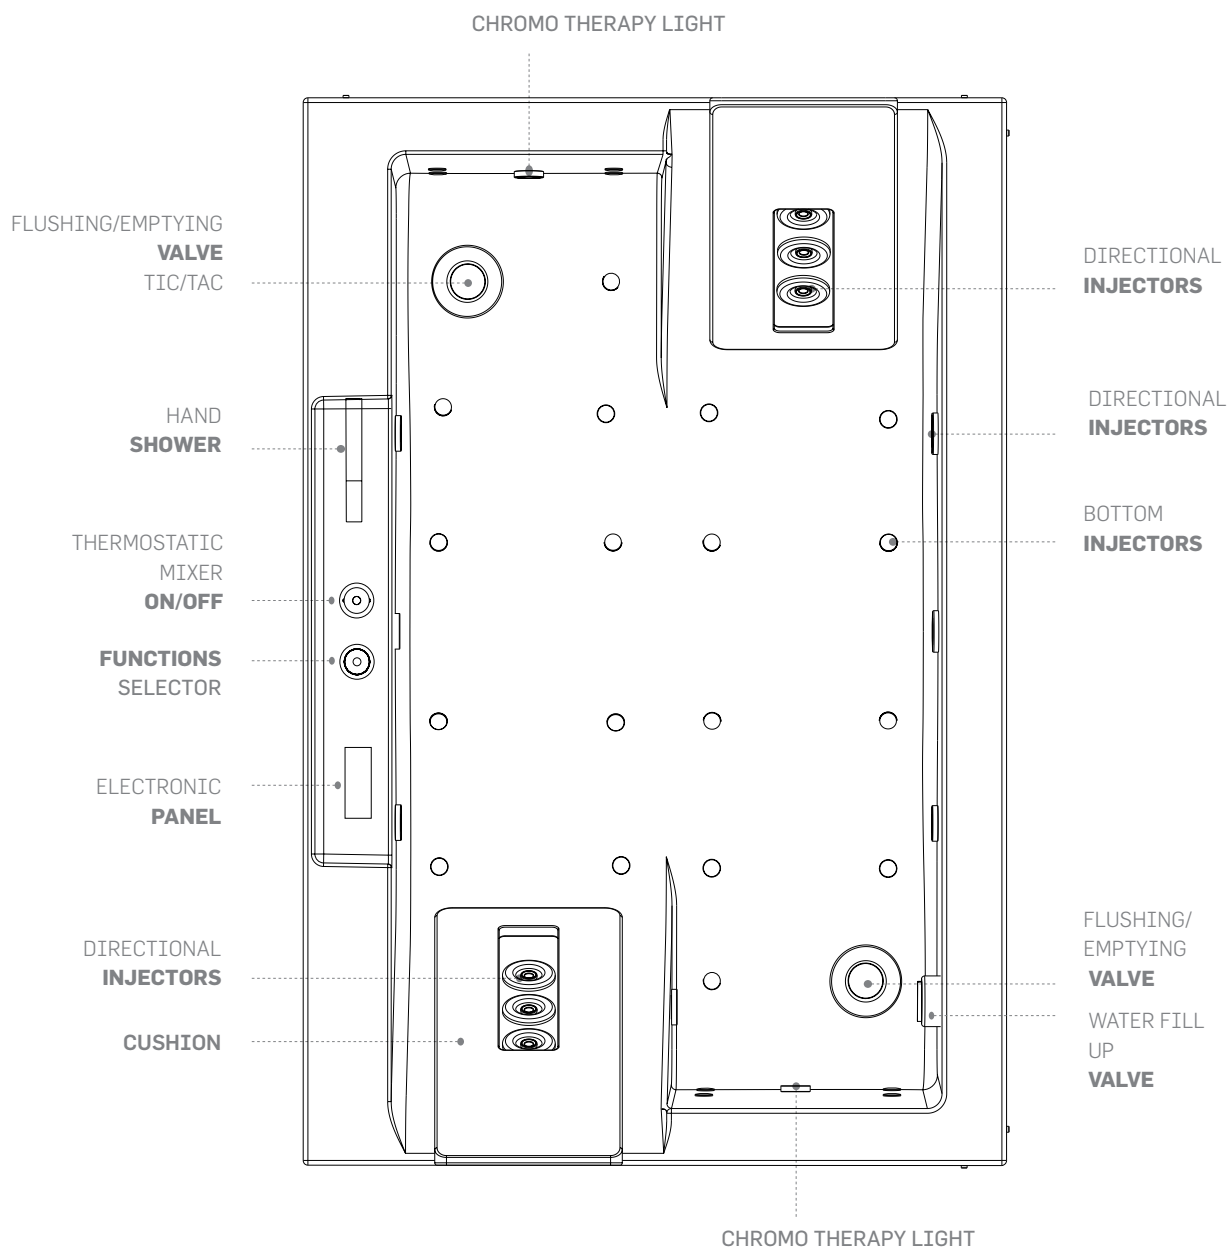 CHROMO THERAPY LIGHT
FLUSHING/EMPTYING
VALVE
TIC/TAC
HAND
SHOWER
THERMOSTATIC
MIXER
ON/OFF
FUNCTIONS
SELECTOR
ELECTRONIC
PANEL
DIRECTIONAL
INJECTORS
CUSHION
DIRECTIONAL
INJECTORS
DIRECTIONAL
INJECTORS
BOTTOM
INJECTORS
FLUSHING/
EMPTYING
VALVE
WATER FILL
UP
VALVE
CHROMO THERAPY LIGHT